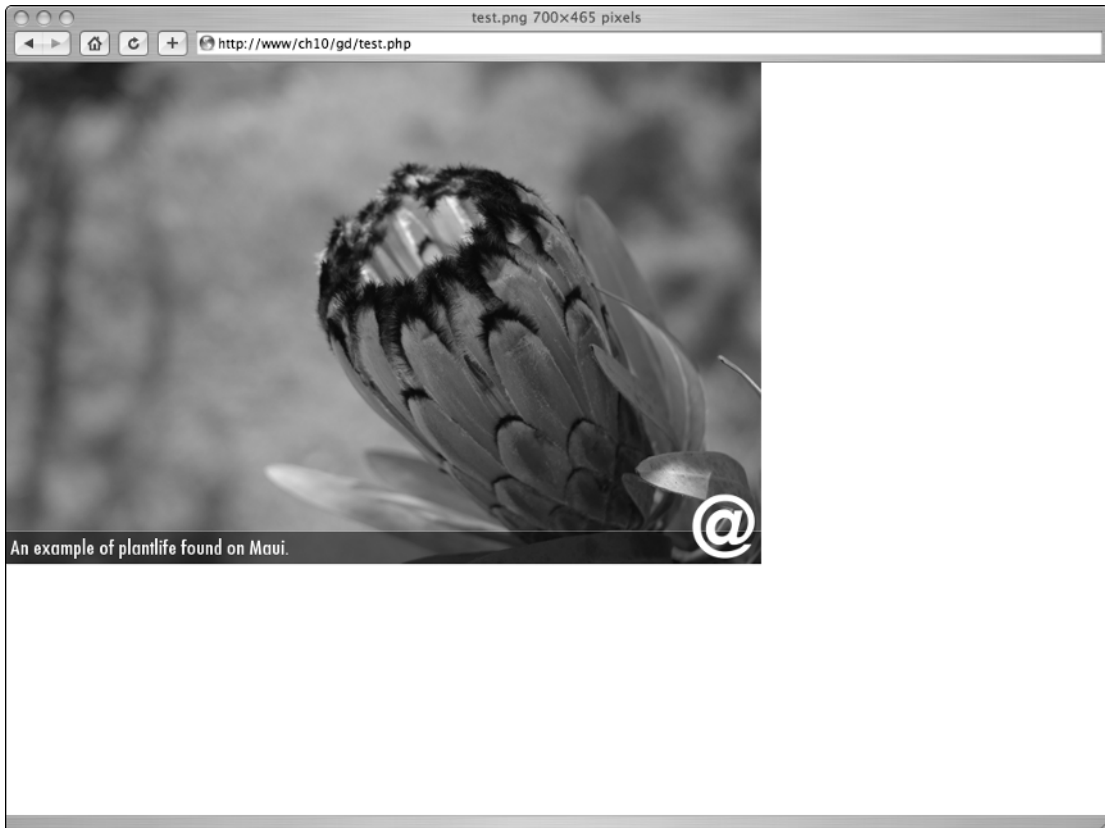 test.png 700×465 pixels
http://www/ch10/gd/test.php
An example of plantlife found on Maui.
@